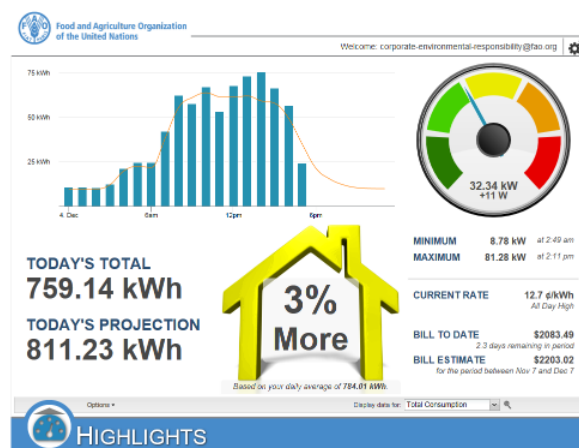 Food and Agriculture Organization
of the United Nations
Welcome: corporate-environmental-responsibility@fao.org
75 kWh
50 kWh
25 kWh
4. Dec
6am
12pm
6pm
32.34 kW
+11 W
MINIMUM 8.78 kW at 2:49 am
MAXIMUM 81.28 kW at 2:11 pm
TODAY'S TOTAL
759.14 kWh
TODAY'S PROJECTION
811.23 kWh
3%
More
Based on your daily average of 784.01 kWh.
CURRENT RATE 12.7 ¢/kWh
All Day High
BILL TO DATE $2083.49
2.3 days remaining in period
BILL ESTIMATE $2203.02
for the period between Nov 7 and Dec 7
Options
Display data for: Total Consumption
HIGHLIGHTS